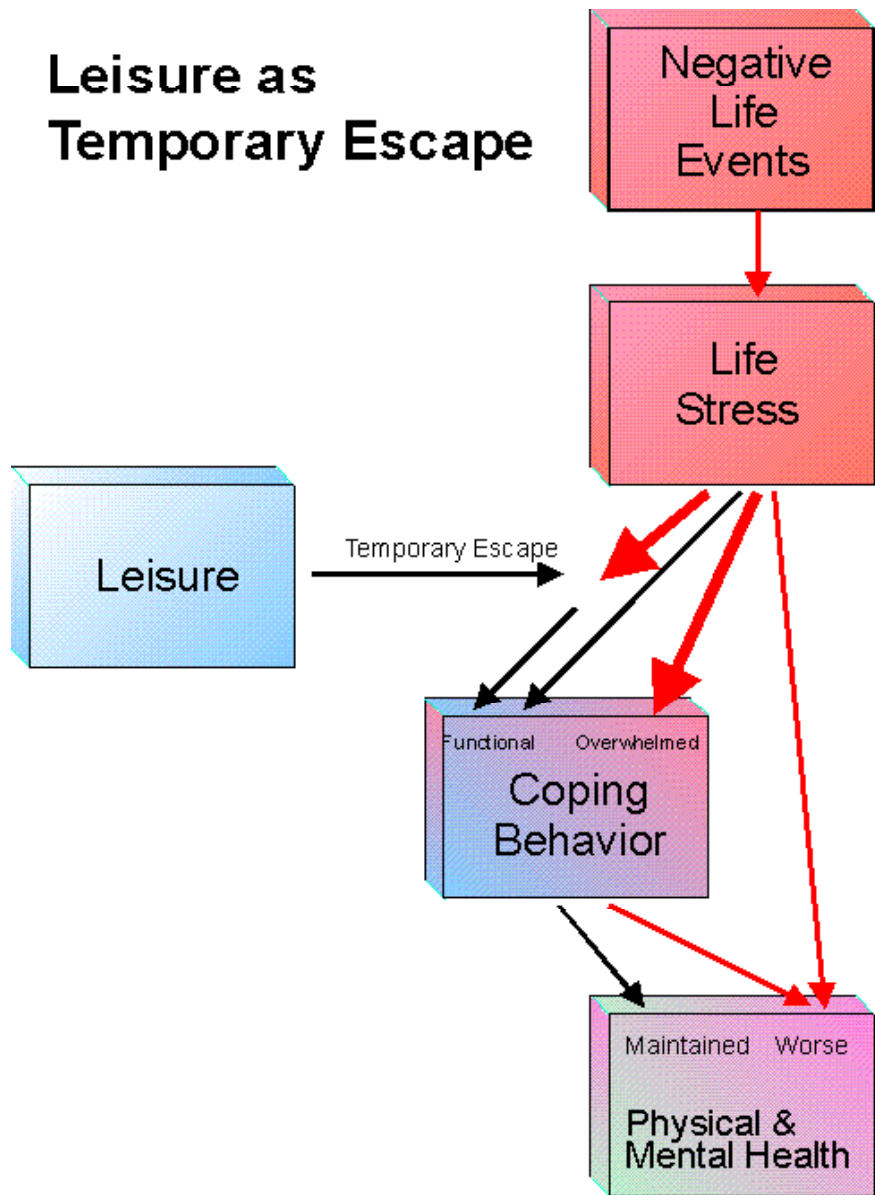 Leisure as
Temporary Escape
Negative
Life
Events
Life
Stress
Temporary Escape
Leisure
Functional
Overwhelmed
Coping
Behavior
Maintained
Worse
Physical &
Mental Health